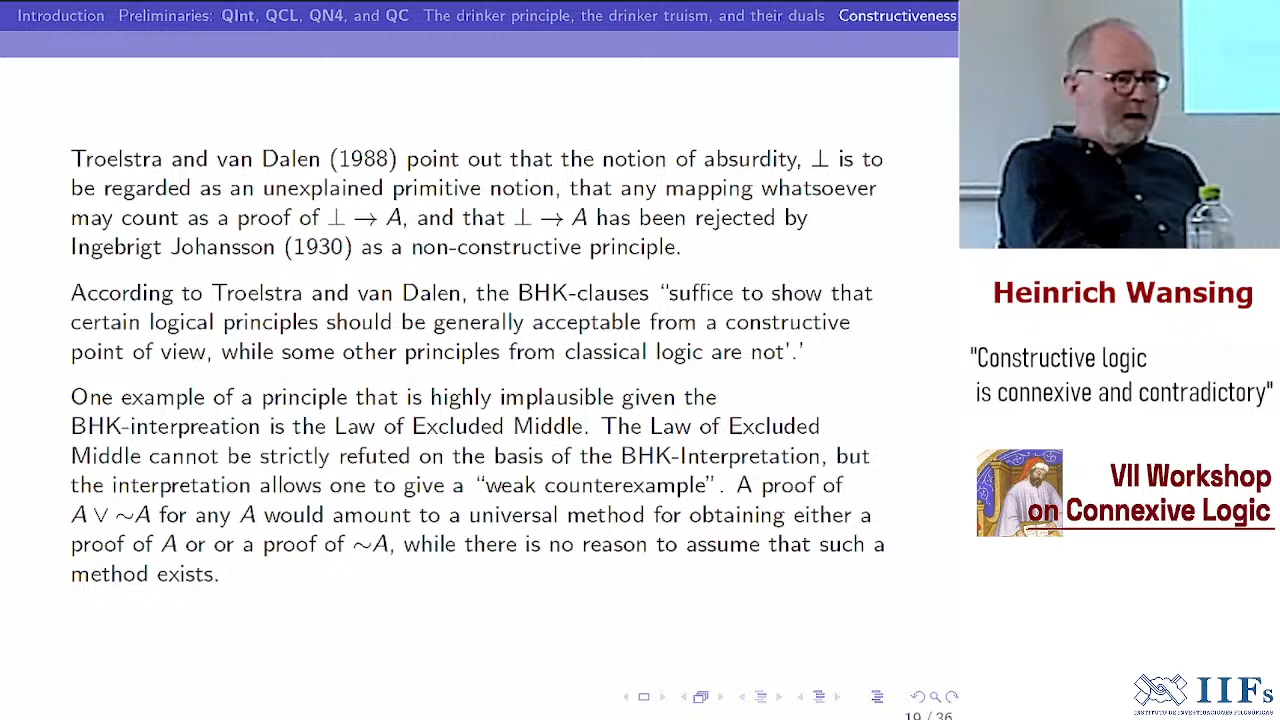 Introduction Preliminaries: QInt, QCL, QN4, and QC The drinker principle, the drinker truism, and their duals Constructiveness
Troelstra and van Dalen (1988) point out that the notion of absurdity, ⊥ is to
be regarded as an unexplained primitive notion, that any mapping whatsoever
may count as a proof of ⊥ → A, and that ⊥ → A has been rejected by
Ingebrigt Johansson (1930) as a non-constructive principle.
According to Troelstra and van Dalen, the BHK-clauses “suffice to show that
certain logical principles should be generally acceptable from a constructive
point of view, while some other principles from classical logic are not'.'
One example of a principle that is highly implausible given the
BHK-interpreation is the Law of Excluded Middle. The Law of Excluded
Middle cannot be strictly refuted on the basis of the BHK-Interpretation, but
the interpretation allows one to give a “weak counterexample”. A proof of
A ∨ ∼A for any A would amount to a universal method for obtaining either a
proof of A or or a proof of ∼A, while there is no reason to assume that such a
method exists.
19 / 36
Heinrich Wansing
"Constructive logic
is connexive and contradictory"
VII Workshop
on Connexive Logic
IIFs
INSTITUTO DE INVESTIGACIONES FILOSÓFICAS